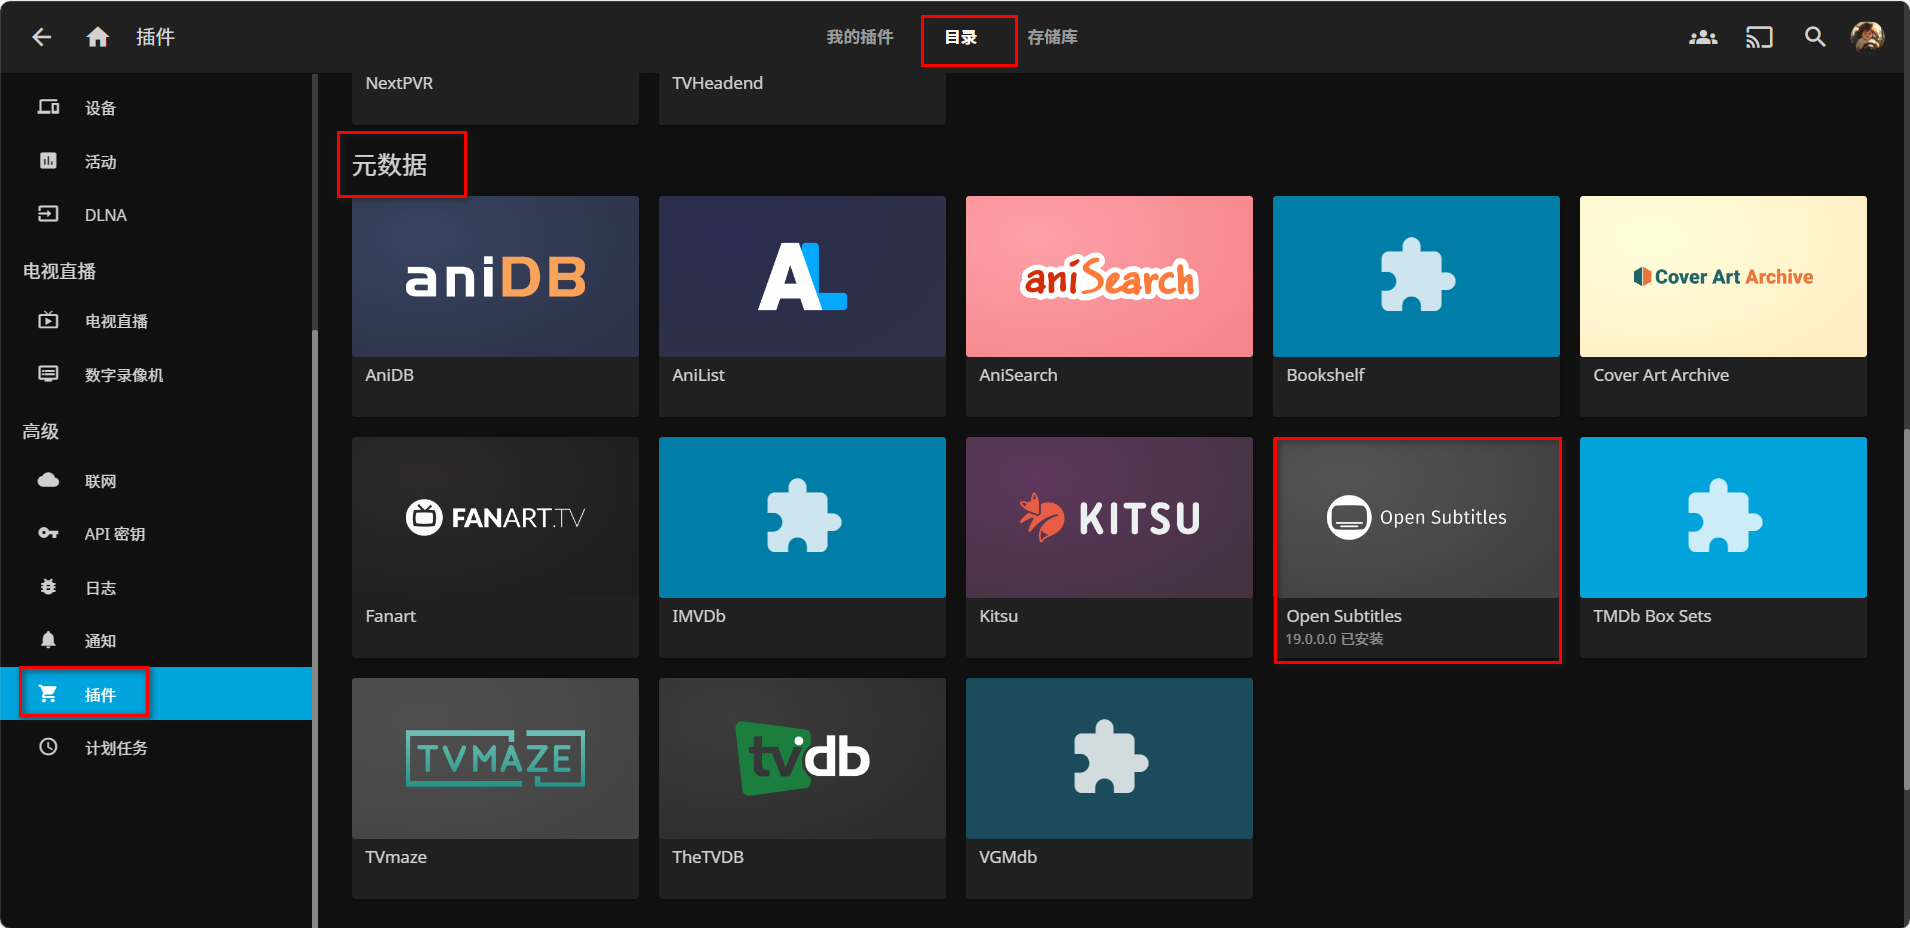 插件
我的插件
目录
存储库
设备
活动
DLNA
电视直播
电视直播
数字录像机
高级
联网
API 密钥
日志
通知
插件
计划任务
NextPVR
TVHeadend
元数据
aniDB
AL
aniSearch
Cover Art Archive
AniDB
AniList
AniSearch
Bookshelf
Cover Art Archive
FANART.TV
KITSU
Open Subtitles
Fanart
IMVDb
Kitsu
Open Subtitles
19.0.0.0 已安装
TMDb Box Sets
TVMAZE
tvdb
TVmaze
TheTVDB
VGMdb